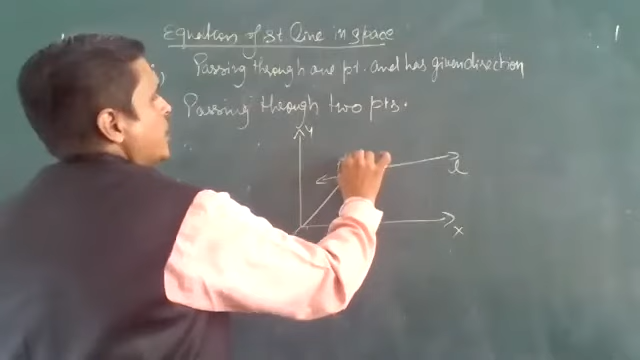 Equation of st line in space
Passing through one pt. and has given direction
Passing through two pts.
y
l
x